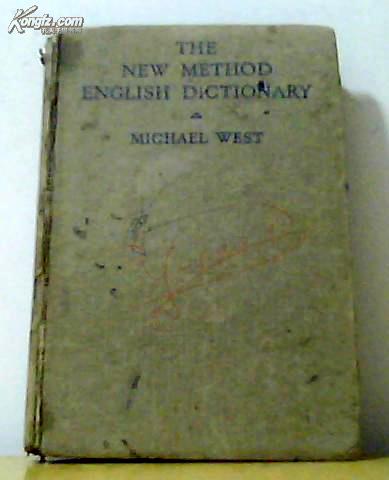 Kongfz.com
THE
NEW METHOD
ENGLISH DICTIONARY
MICHAEL WEST